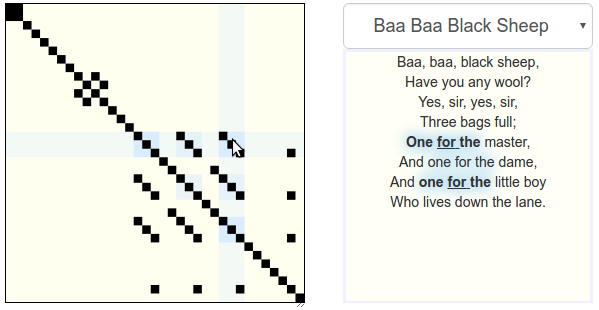 Baa Baa Black Sheep
Baa, baa, black sheep,
Have you any wool?
Yes, sir, yes, sir,
Three bags full;
One for the master,
And one for the dame,
And one for the little boy
Who lives down the lane.